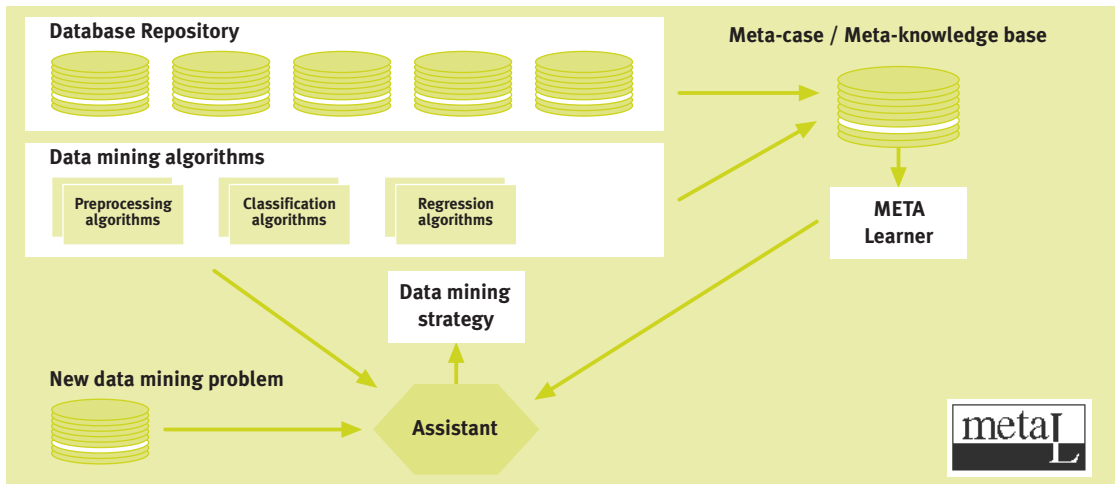 Database Repository
Meta-case / Meta-knowledge base
Data mining algorithms
Preprocessing
algorithms
Classification
algorithms
Regression
algorithms
META
Learner
Data mining
strategy
New data mining problem
Assistant
metaL